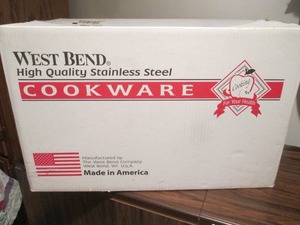 WEST BEND®
High Quality Stainless Steel
COOKWARE
For Your Health
Manufactured by
The West Bend Company
West Bend, WI. U.S.A.
Made in America